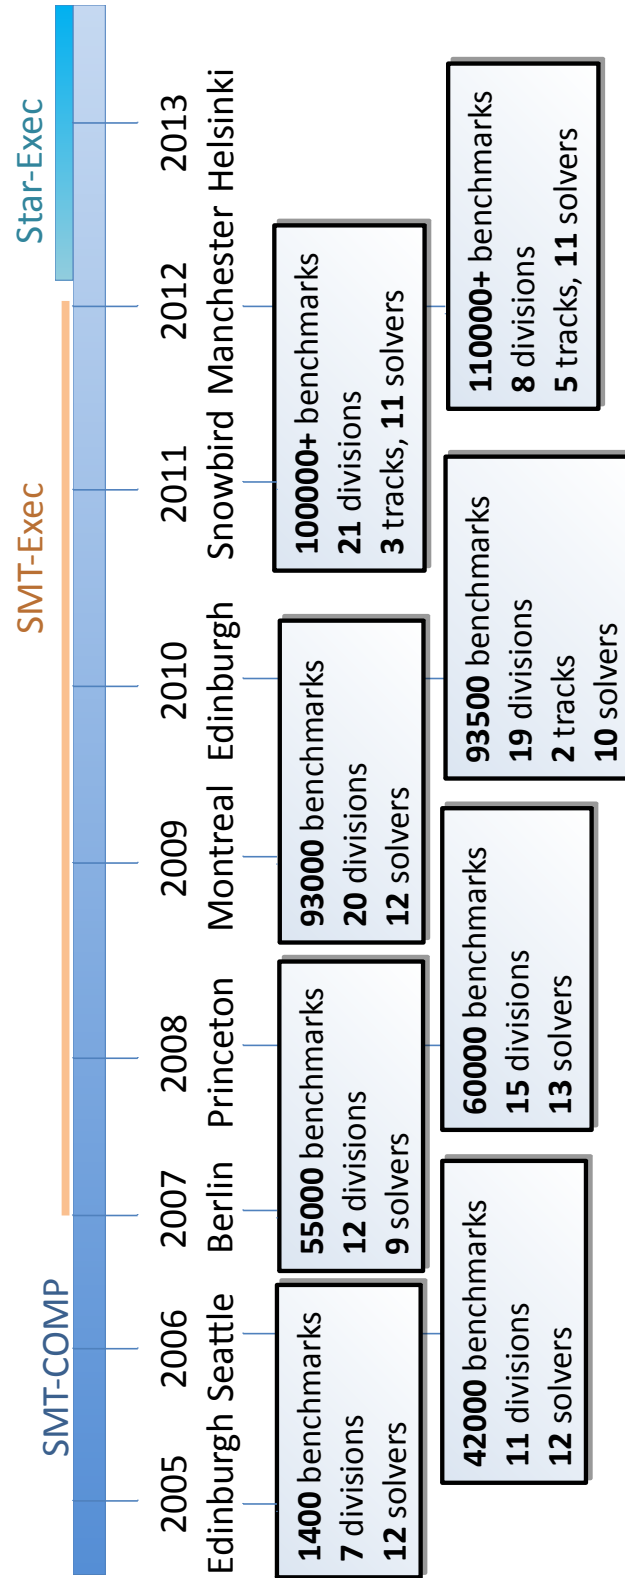 SMT-COMP
SMT-Exec
Star-Exec
2005
Edinburgh
2006
Seattle
2007
Berlin
2008
Princeton
2009
Montreal
2010
Edinburgh
2011
Snowbird
2012
Manchester
2013
Helsinki
1400 benchmarks
7 divisions
12 solvers
42000 benchmarks
11 divisions
12 solvers
55000 benchmarks
12 divisions
9 solvers
60000 benchmarks
15 divisions
13 solvers
93000 benchmarks
20 divisions
12 solvers
93500 benchmarks
19 divisions
2 tracks
10 solvers
100000+ benchmarks
21 divisions
3 tracks, 11 solvers
110000+ benchmarks
8 divisions
5 tracks, 11 solvers